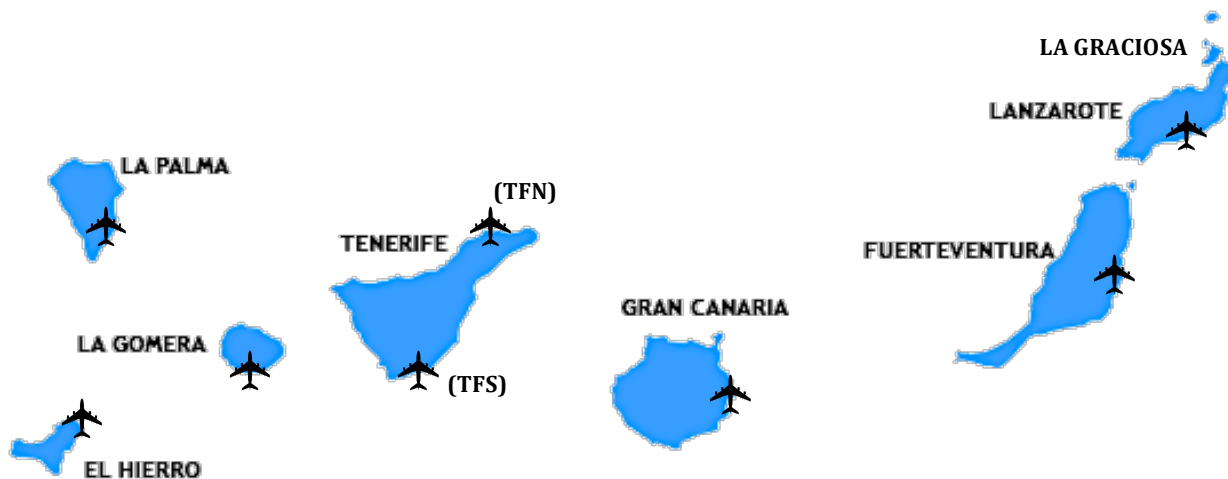 LA GRACIOSA
LANZAROTE
LA PALMA
(TFN)
TENERIFE
FUERTEVENTURA
GRAN CANARIA
LA GOMERA
(TFS)
EL HIERRO